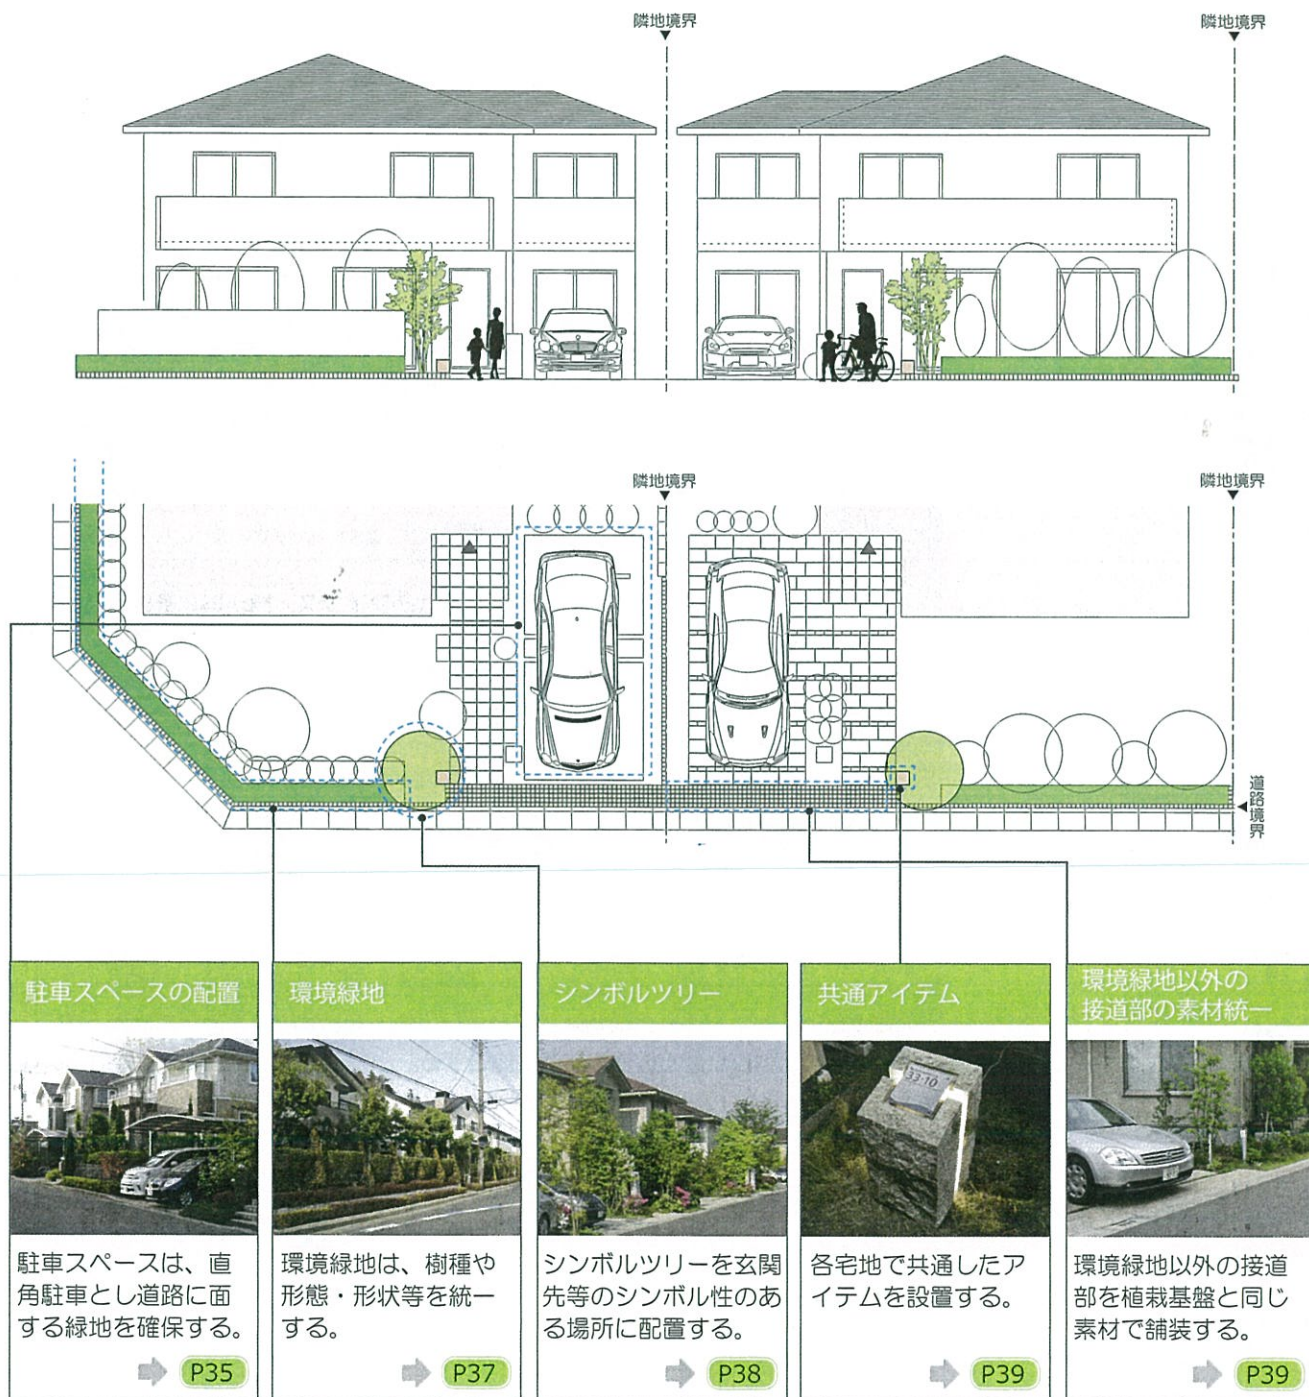 隣地境界
隣地境界
隣地境界
隣地境界
道路境界
駐車スペースの配置
駐車スペースは、直
角駐車とし道路に面
する緑地を確保する。
P35
環境緑地
環境緑地は、樹種や
形態・形状等を統一
する。
P37
シンボルツリー
シンボルツリーを玄関
先等のシンボル性のあ
る場所に配置する。
P38
共通アイテム
33-10
各宅地で共通したア
イテムを設置する。
P39
環境緑地以外の
接道部の素材統一
環境緑地以外の接道
部を植栽基盤と同じ
素材で舗装する。
P39